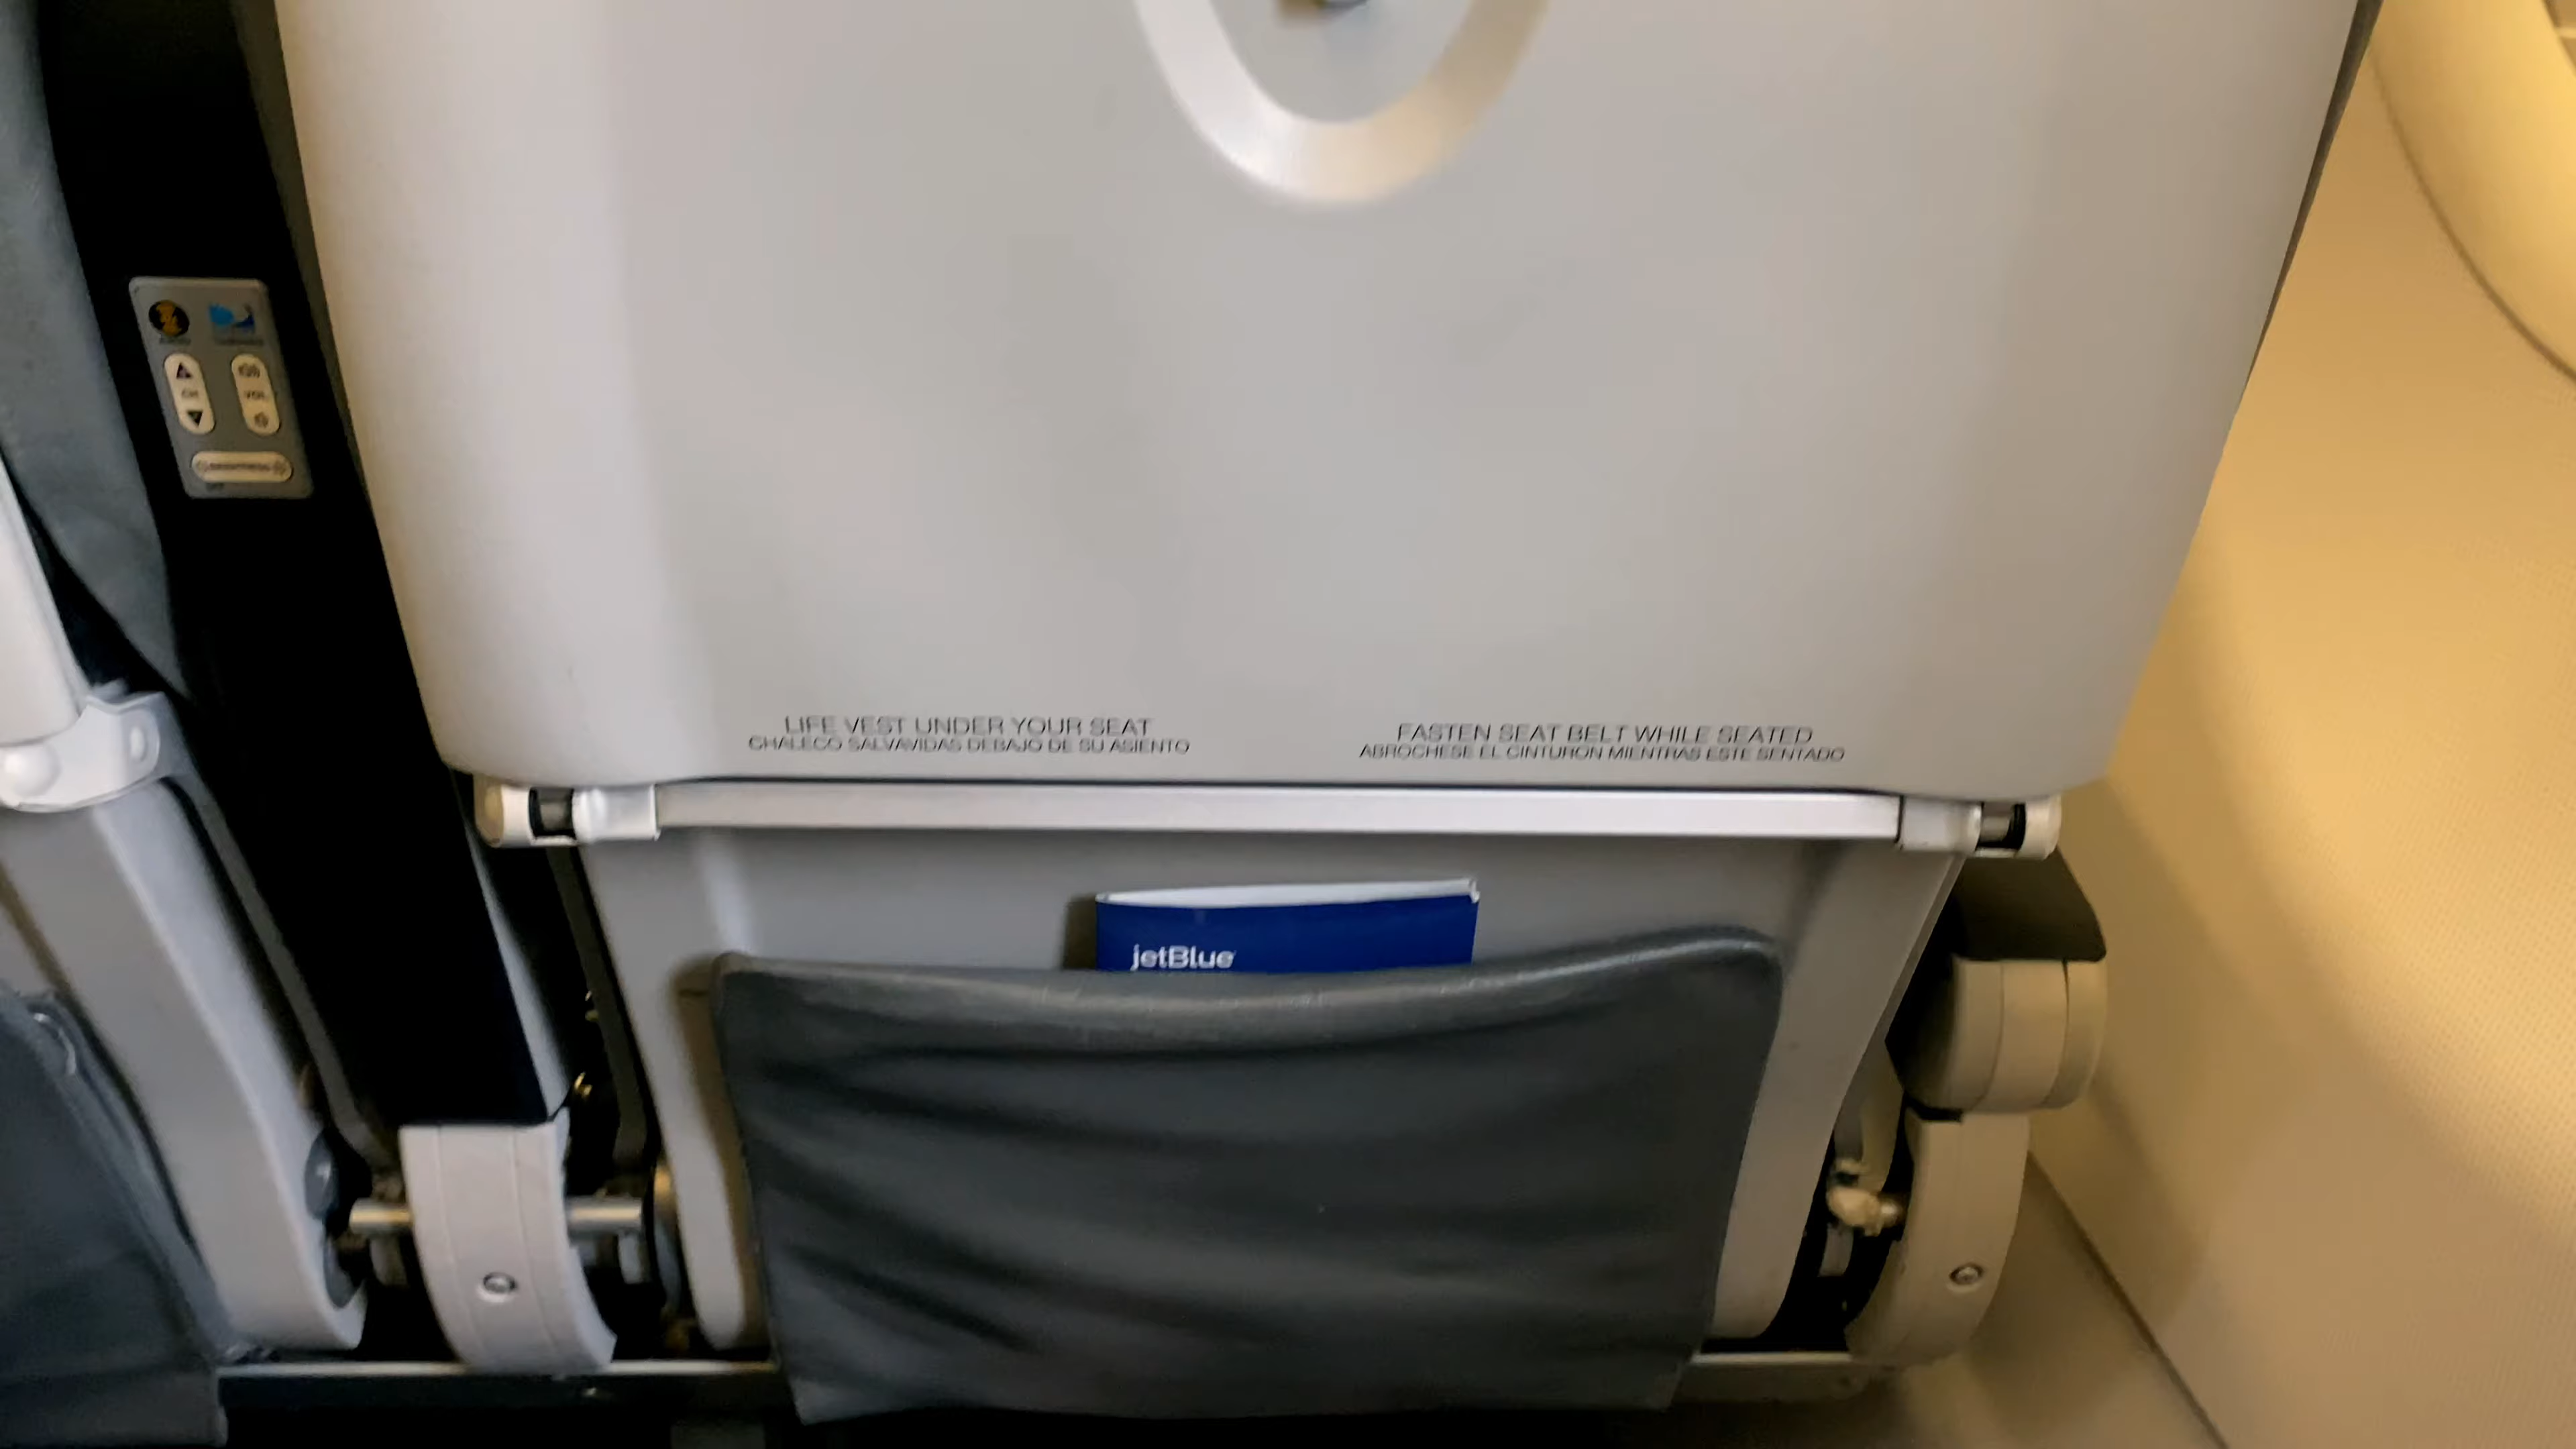 CH
VOL
LIFE VEST UNDER YOUR SEAT
CHALECO SALVAVIDAS DEBAJO DE SU ASIENTO
FASTEN SEAT BELT WHILE SEATED
ABROCHESE EL CINTURON MIENTRAS ESTE SENTADO
jetBlue